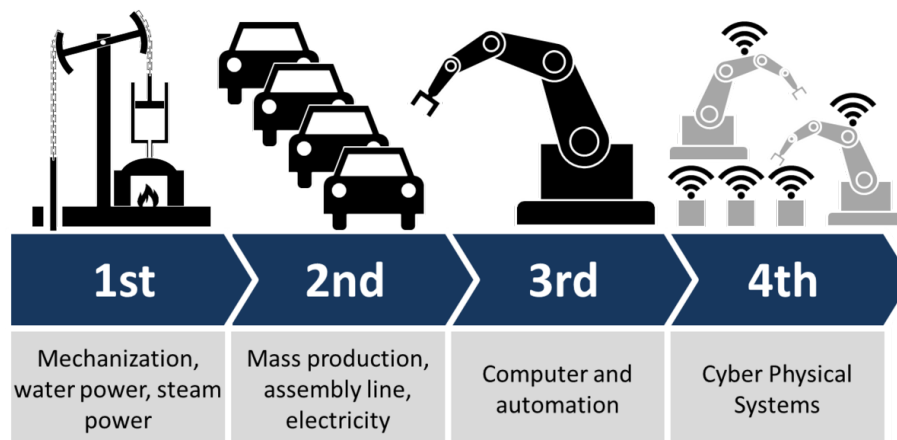 1st
2nd
3rd
4th
Mechanization,
water power, steam
power
Mass production,
assembly line,
electricity
Computer and
automation
Cyber Physical
Systems